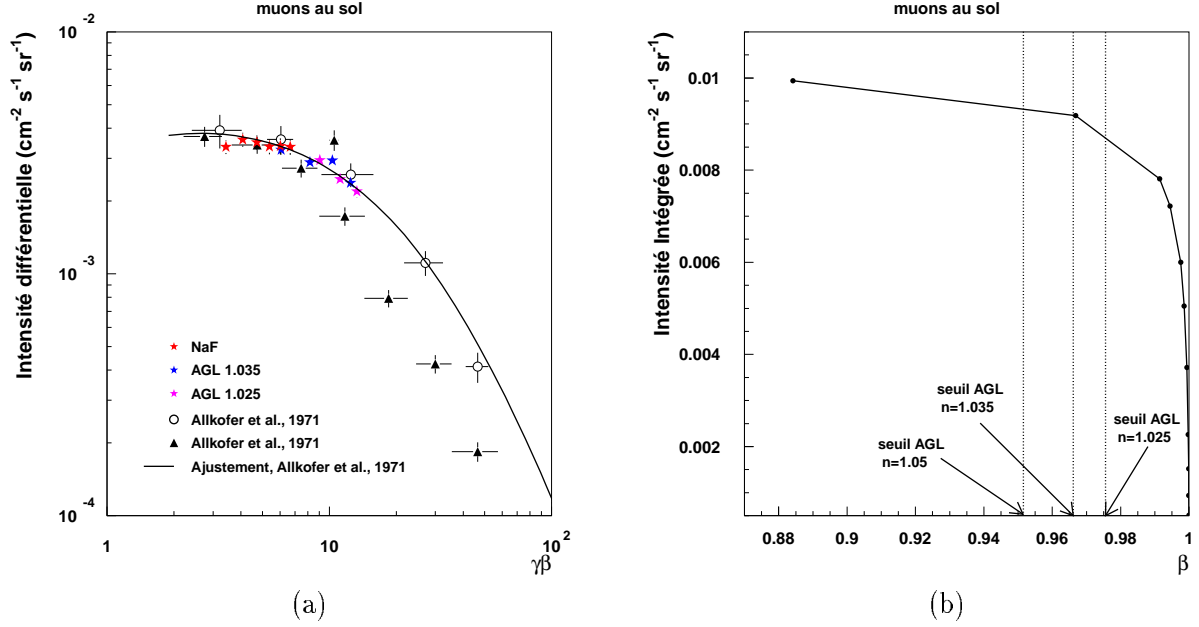 muons au sol
Intensité différentielle (cm⁻² s⁻¹ sr⁻¹)
10⁻²
10⁻³
10⁻⁴
NaF
AGL 1.035
AGL 1.025
Allkofer et al., 1971
Allkofer et al., 1971
Ajustement, Allkofer et al., 1971
1
10
10²
γβ
(a)
muons au sol
Intensité Intégrée (cm⁻² s⁻¹ sr⁻¹)
0.01
0.008
0.006
0.004
0.002
seuil AGL
n=1.035
seuil AGL
n=1.05
seuil AGL
n=1.025
0.88
0.9
0.92
0.94
0.96
0.98
1
β
(b)